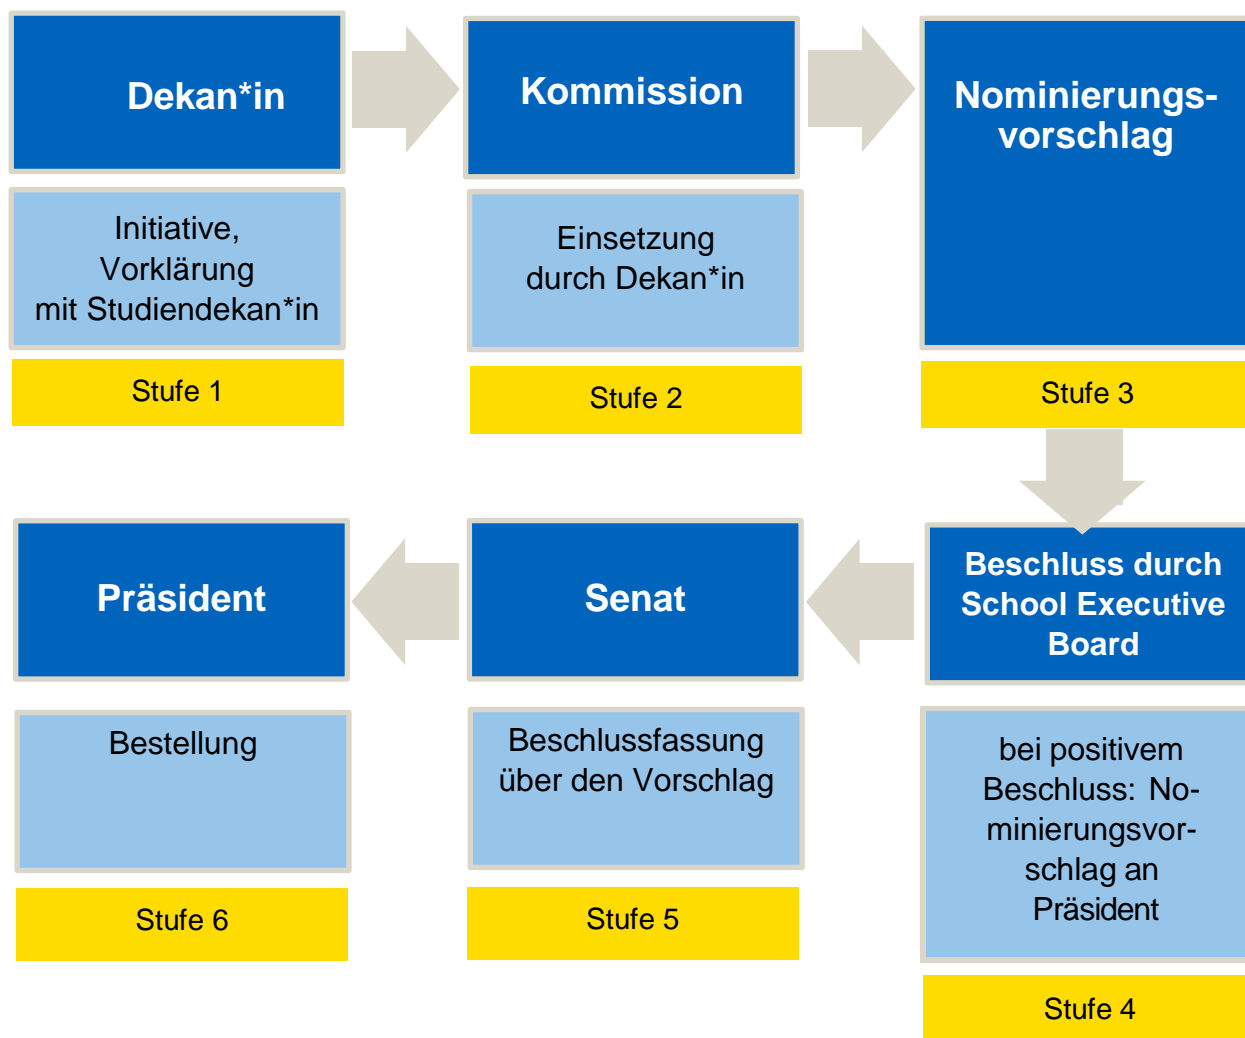 Dekan*in
Initiative,
Vorklärung
mit Studiendekan*in
Stufe 1
Kommission
Einsetzung
durch Dekan*in
Stufe 2
Nominierungs-
vorschlag
Stufe 3
Beschluss durch
School Executive
Board
bei positivem
Beschluss: No-
minierungsvor-
schlag an
Präsident
Stufe 4
Senat
Beschlussfassung
über den Vorschlag
Stufe 5
Präsident
Bestellung
Stufe 6